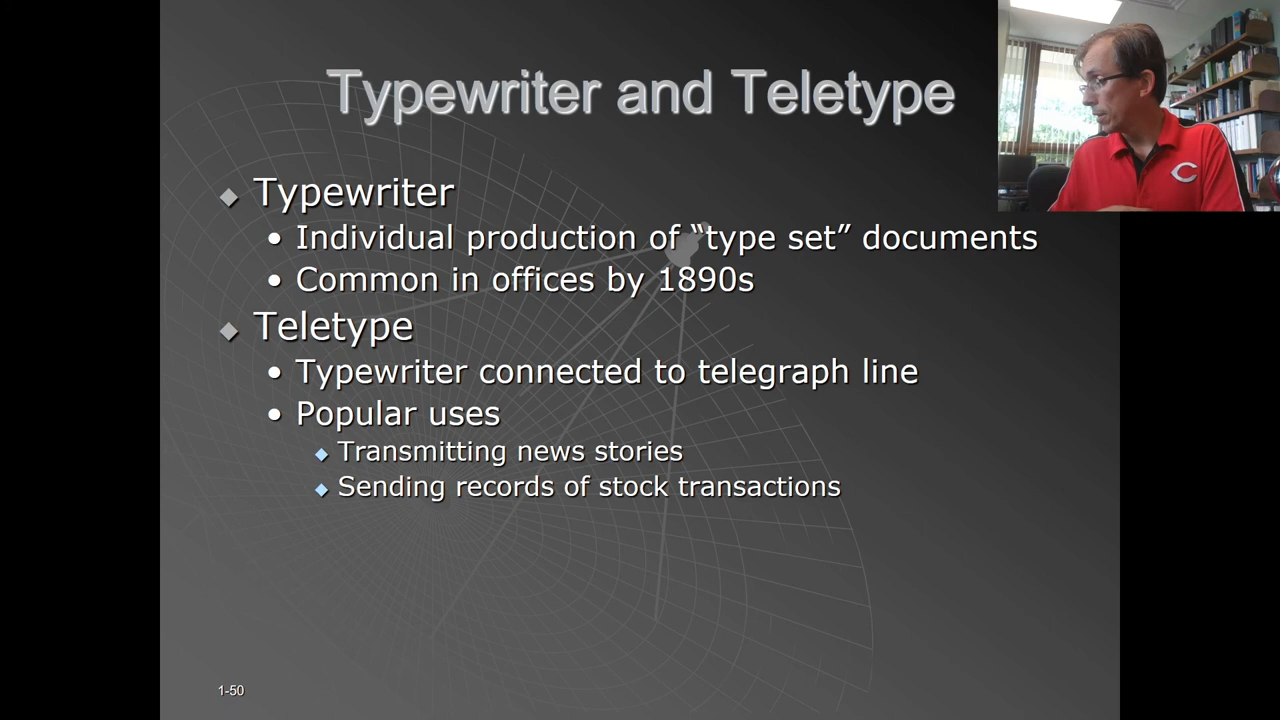 Typewriter and Teletype
Typewriter
Individual production of “type set” documents
Common in offices by 1890s
Teletype
Typewriter connected to telegraph line
Popular uses
Transmitting news stories
Sending records of stock transactions
1-50
C